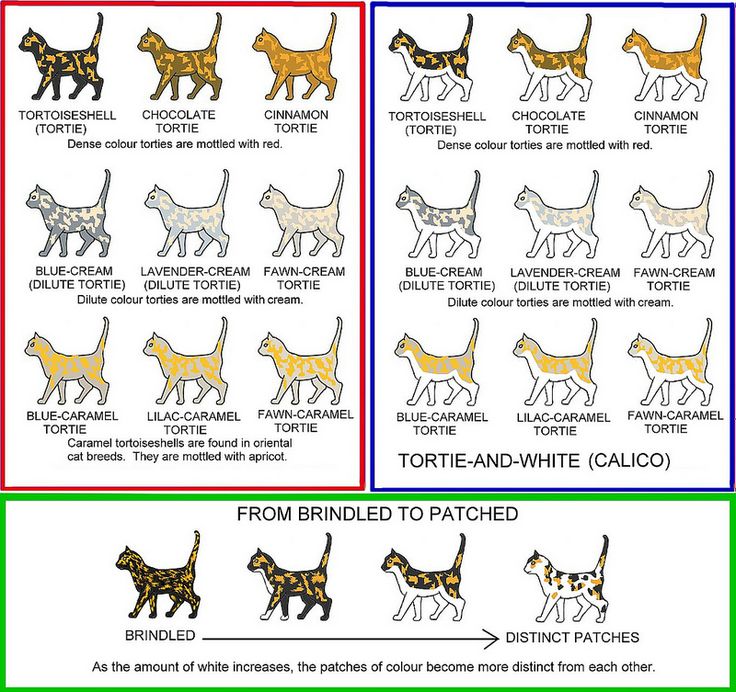 TORTOISESHELL
(TORTIE)
CHOCOLATE
TORTIE
CINNAMON
TORTIE
Dense colour torties are mottled with red.
BLUE-CREAM
(DILUTE TORTIE)
LAVENDER-CREAM
(DILUTE TORTIE)
FAWN-CREAM
TORTIE
Dilute colour torties are mottled with cream.
BLUE-CARAMEL
TORTIE
LILAC-CARAMEL
TORTIE
FAWN-CARAMEL
TORTIE
Caramel tortoiseshells are found in oriental
cat breeds. They are mottled with apricot.
TORTOISESHELL
(TORTIE)
CHOCOLATE
TORTIE
CINNAMON
TORTIE
Dense colour torties are mottled with red.
BLUE-CREAM
(DILUTE TORTIE)
LAVENDER-CREAM
(DILUTE TORTIE)
FAWN-CREAM
TORTIE
Dilute colour torties are mottled with cream.
BLUE-CARAMEL
TORTIE
LILAC-CARAMEL
TORTIE
FAWN-CARAMEL
TORTIE
TORTIE-AND-WHITE (CALICO)
FROM BRINDLED TO PATCHED
BRINDLED
DISTINCT PATCHES
As the amount of white increases, the patches of colour become more distinct from each other.